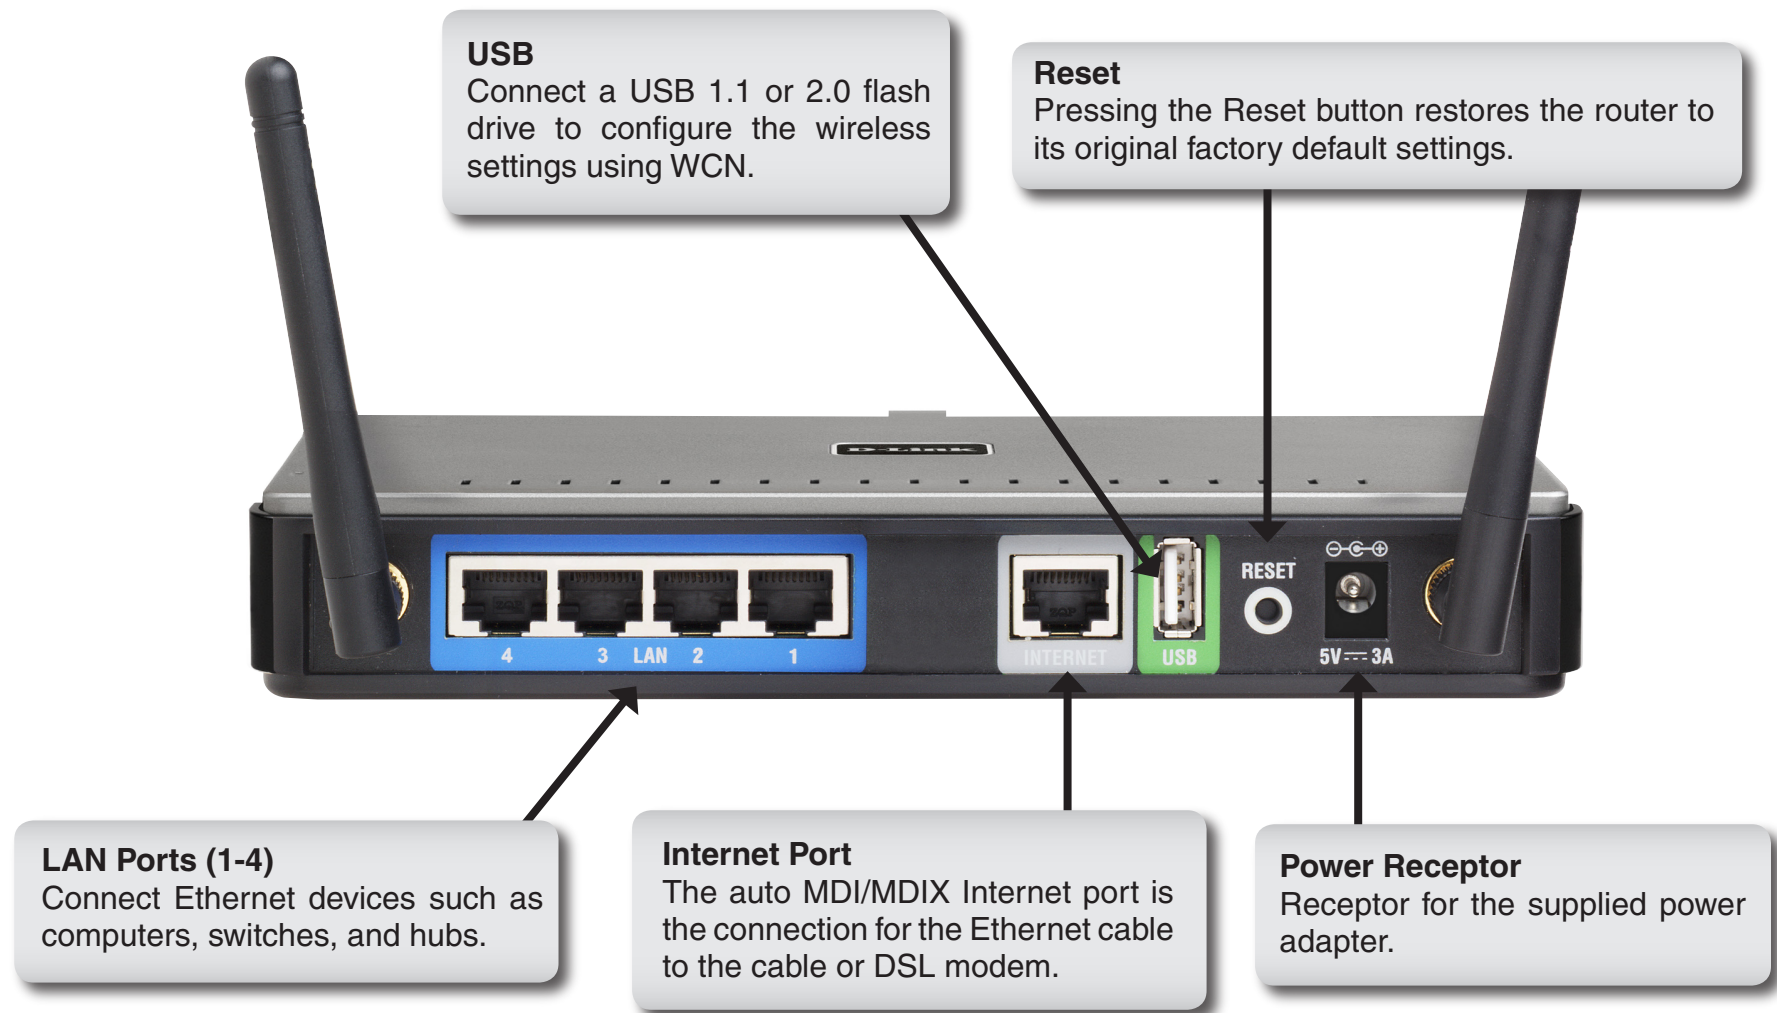 USB
Connect a USB 1.1 or 2.0 flash
drive to configure the wireless
settings using WCN.
Reset
Pressing the Reset button restores the router to
its original factory default settings.
D-Link
RESET
4 3 LAN 2 1
INTERNET
USB
5V 3A
LAN Ports (1-4)
Connect Ethernet devices such as
computers, switches, and hubs.
Internet Port
The auto MDI/MDIX Internet port is
the connection for the Ethernet cable
to the cable or DSL modem.
Power Receptor
Receptor for the supplied power
adapter.